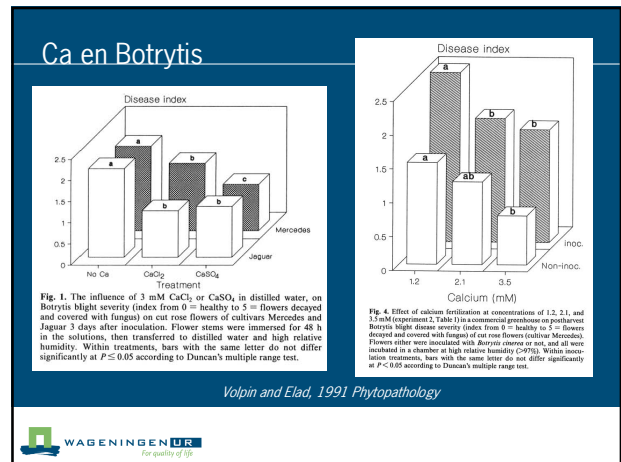 Ca en Botrytis
Disease index
2.5
2
1.5
1
0.5
0
a
b
c
a
b
b
Mercedes
Jaguar
No Ca
CaCl₂
CaSO₄
Treatment
Fig. 1. The influence of 3 mM CaCl₂ or CaSO₄ in distilled water, on
Botrytis blight severity (index from 0 = healthy to 5 = flowers decayed
and covered with fungus) on cut rose flowers of cultivars Mercedes and
Jaguar 3 days after inoculation. Flower stems were immersed for 48 h
in the solutions, then transferred to distilled water and high relative
humidity. Within treatments, bars with the same letter do not differ
significantly at P ≤ 0.05 according to Duncan's multiple range test.
Disease index
2.5
2
1.5
1
0.5
0
a
b
b
a
ab
b
Inoc.
Non-inoc.
1.2
2.1
3.5
Calcium (mM)
Fig. 4. Effect of calcium fertilization at concentrations of 1.2, 2.1, and
3.5 mM (experiment 2, Table 1) in a commercial greenhouse on postharvest
Botrytis blight disease severity (index from 0 = healthy to 5 = flowers
decayed and covered with fungus) of cut rose flowers (cultivar Mercedes).
Flowers either were inoculated with Botrytis cinerea or not, and all were
incubated in a chamber at high relative humidity (>97%). Within inocu-
lation treatments, bars with the same letter do not differ significantly
at P < 0.05 according to Duncan's multiple range test.
Volpin and Elad, 1991 Phytopathology
WAGENINGEN UR
For quality of life